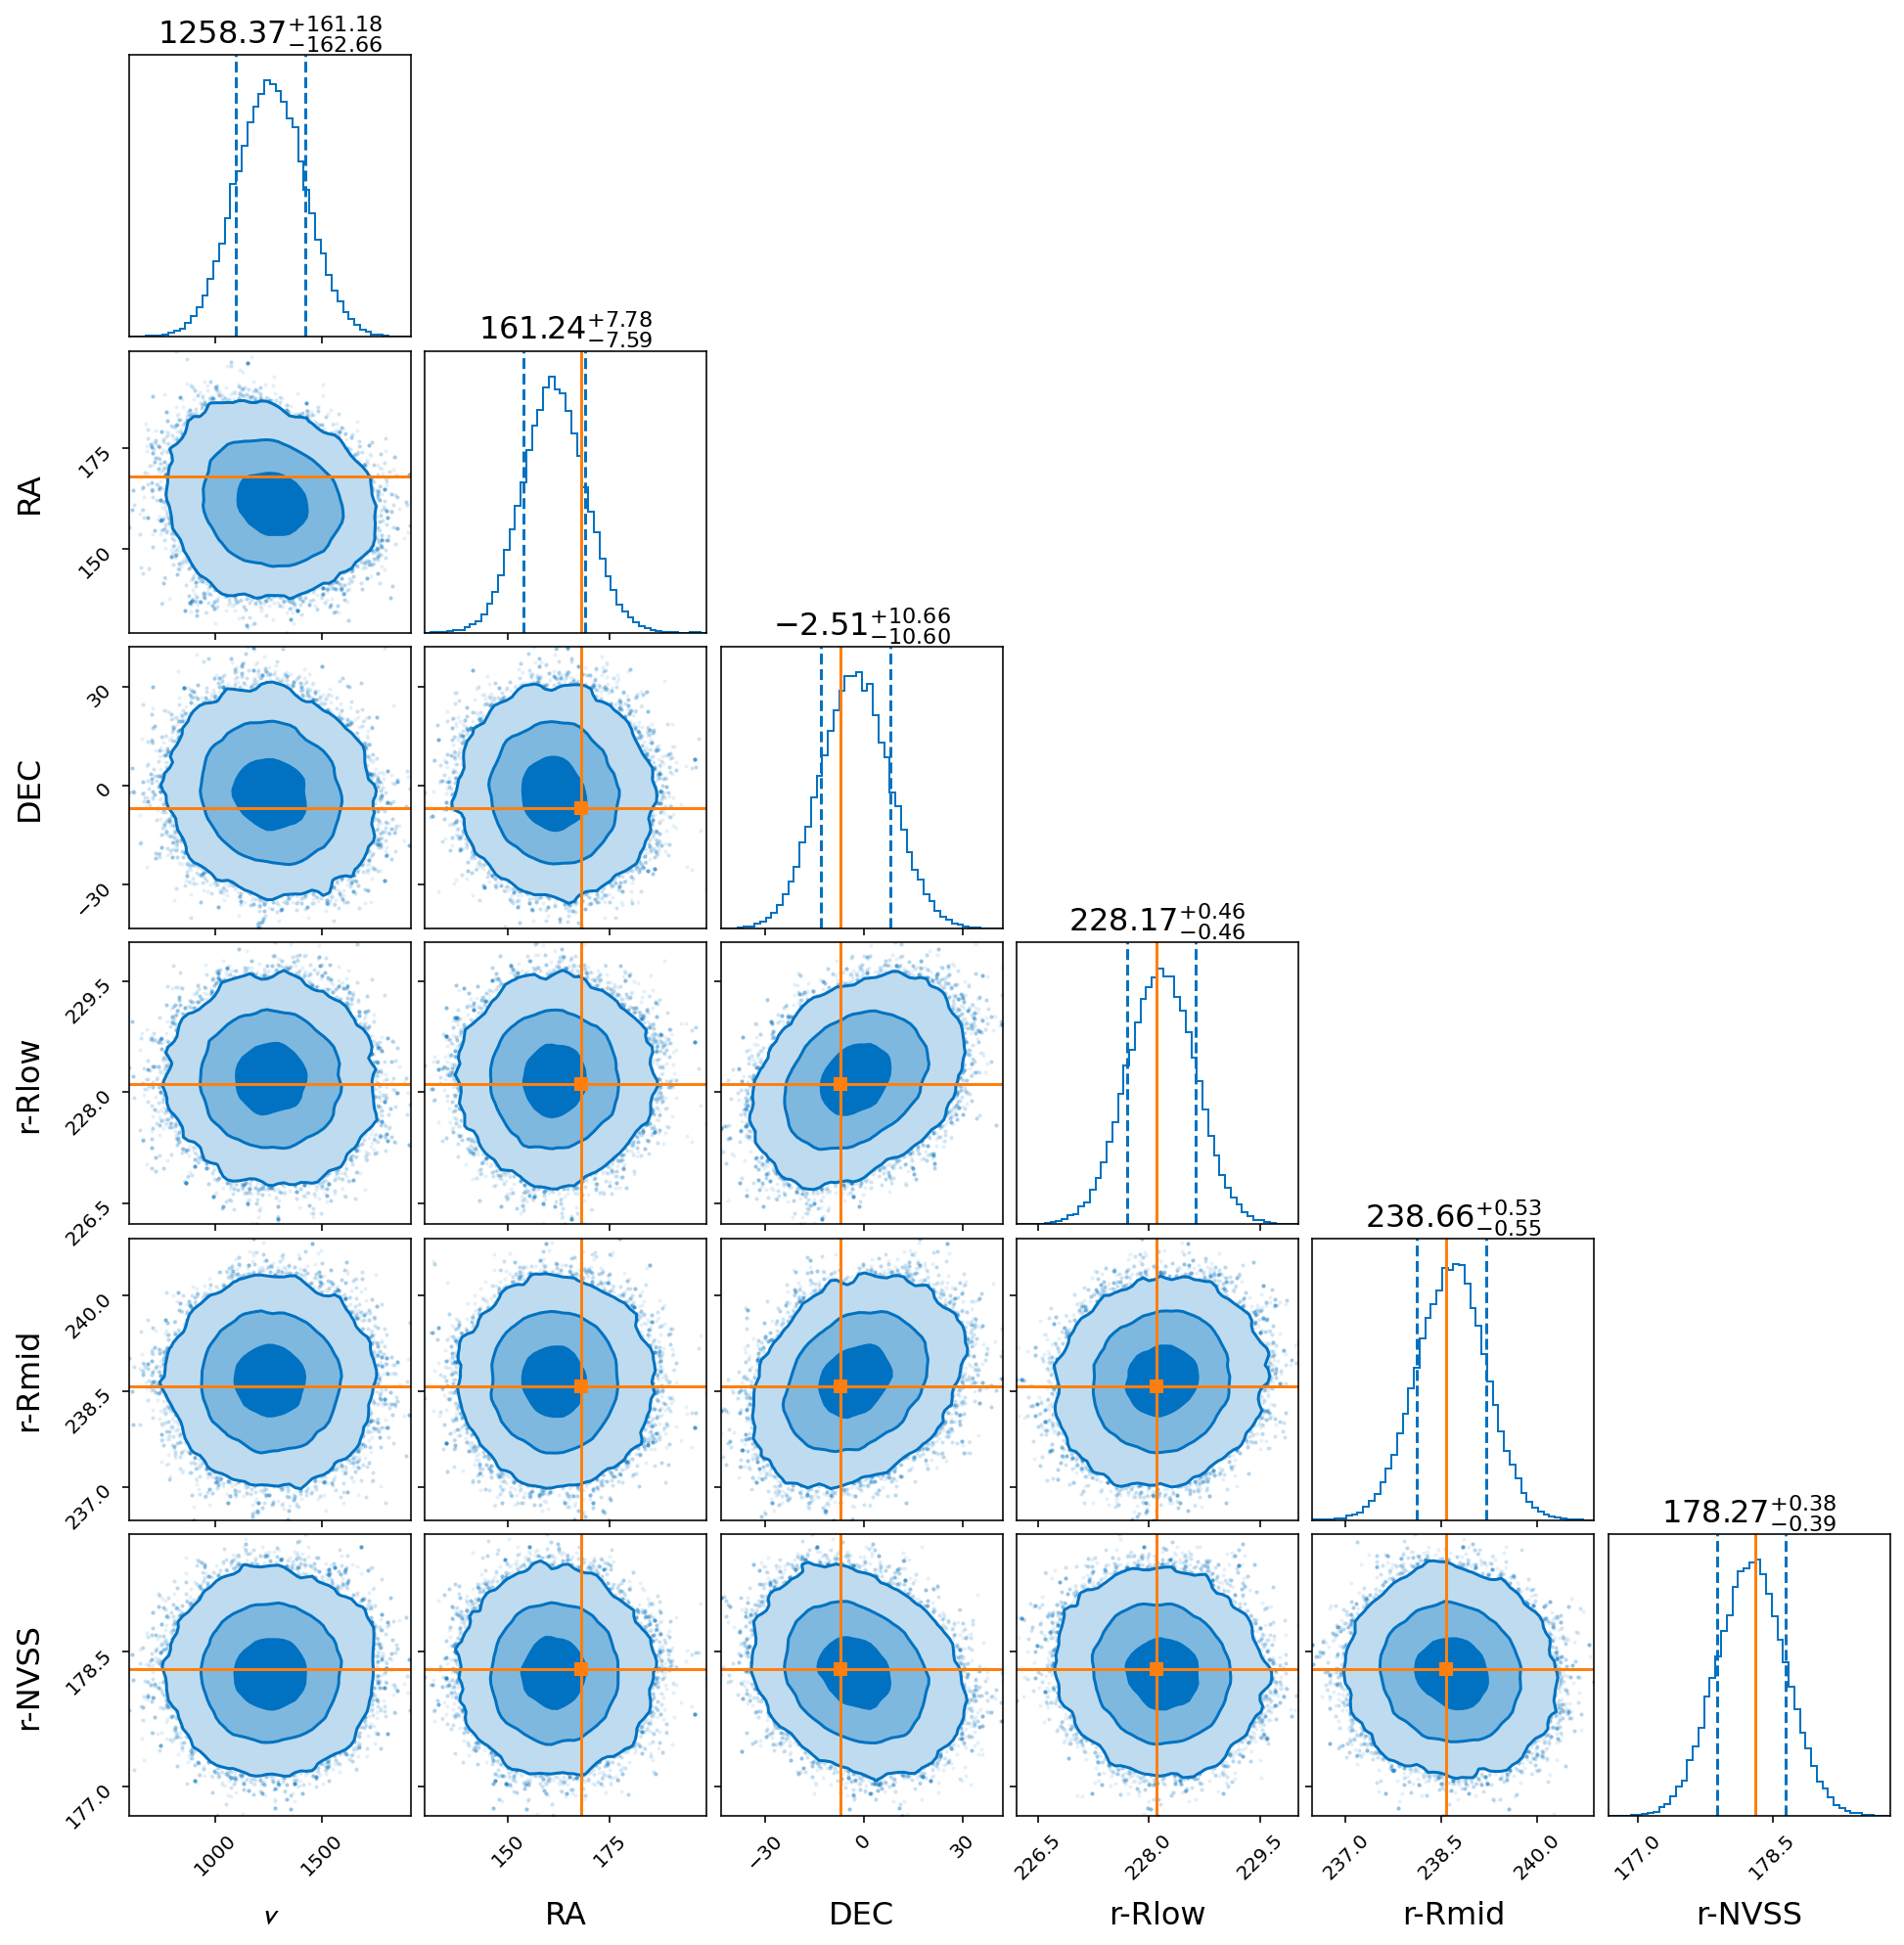 1258.37+161.18−162.66
161.24+7.78−7.59
RA
175
150
−2.51+10.66−10.60
DEC
30
0
−30
228.17+0.46−0.46
r-Rlow
229.5
228.0
226.5
238.66+0.53−0.55
r-Rmid
240.0
238.5
237.0
178.27+0.38−0.39
r-NVSS
178.5
177.0
1000 1500 150 175 −30 0 30 226.5 228.0 229.5 237.0 238.5 240.0 177.0 178.5
v RA DEC r-Rlow r-Rmid r-NVSS